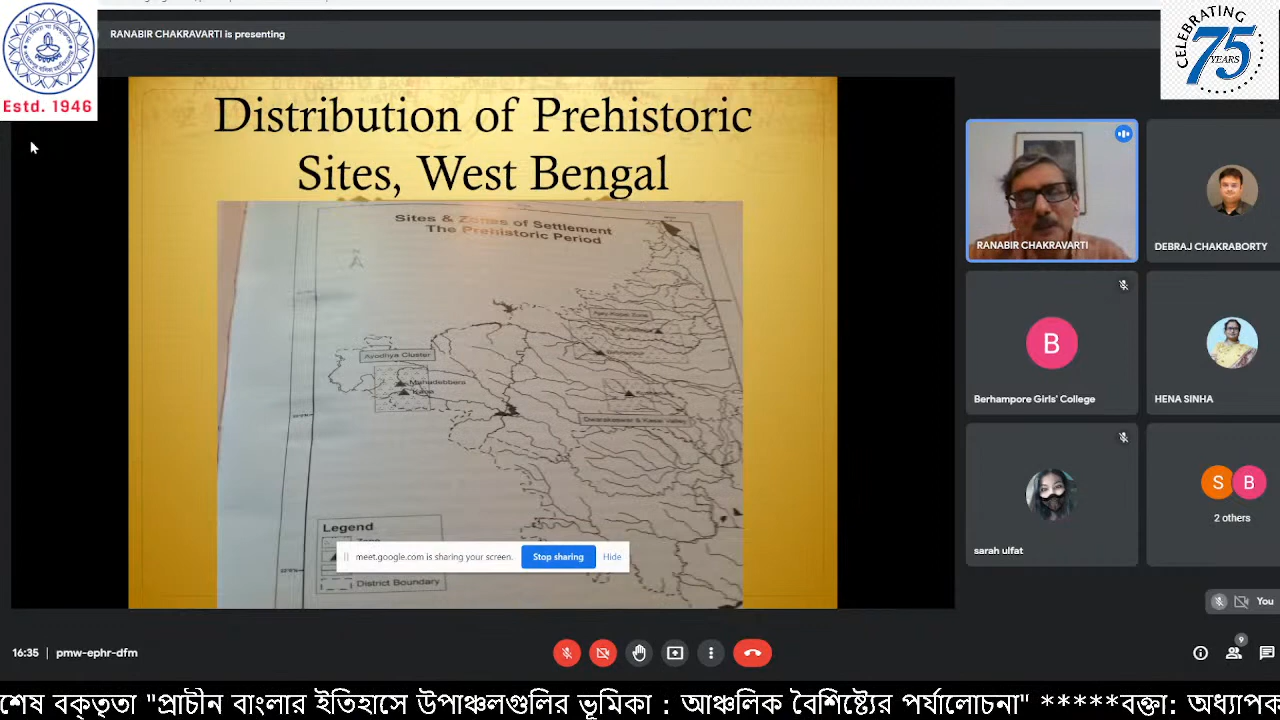 RANABIR CHAKRAVARTI is presenting
CELEBRATING
75
YEARS
Estd. 1946
Distribution of Prehistoric
Sites, West Bengal
Sites & Zones of Settlement
The Prehistoric Period
Ayodhya Cluster
Mahadebbera
Legend
Zone
District Boundary
meet.google.com is sharing your screen.
Stop sharing
Hide
RANABIR CHAKRAVARTI
DEBRAJ CHAKRABORTY
B
Berhampore Girls' College
HENA SINHA
sarah ulfat
S
B
2 others
You
16:35 | pmw-ephr-dfm
9
শেষ বক্তৃতা "প্রাচীন বাংলার ইতিহাসে উপাঞ্চলগুলির ভূমিকা : আঞ্চলিক বৈশিষ্ট্যের পর্যালোচনা" *****বক্তা: অধ্যাপক